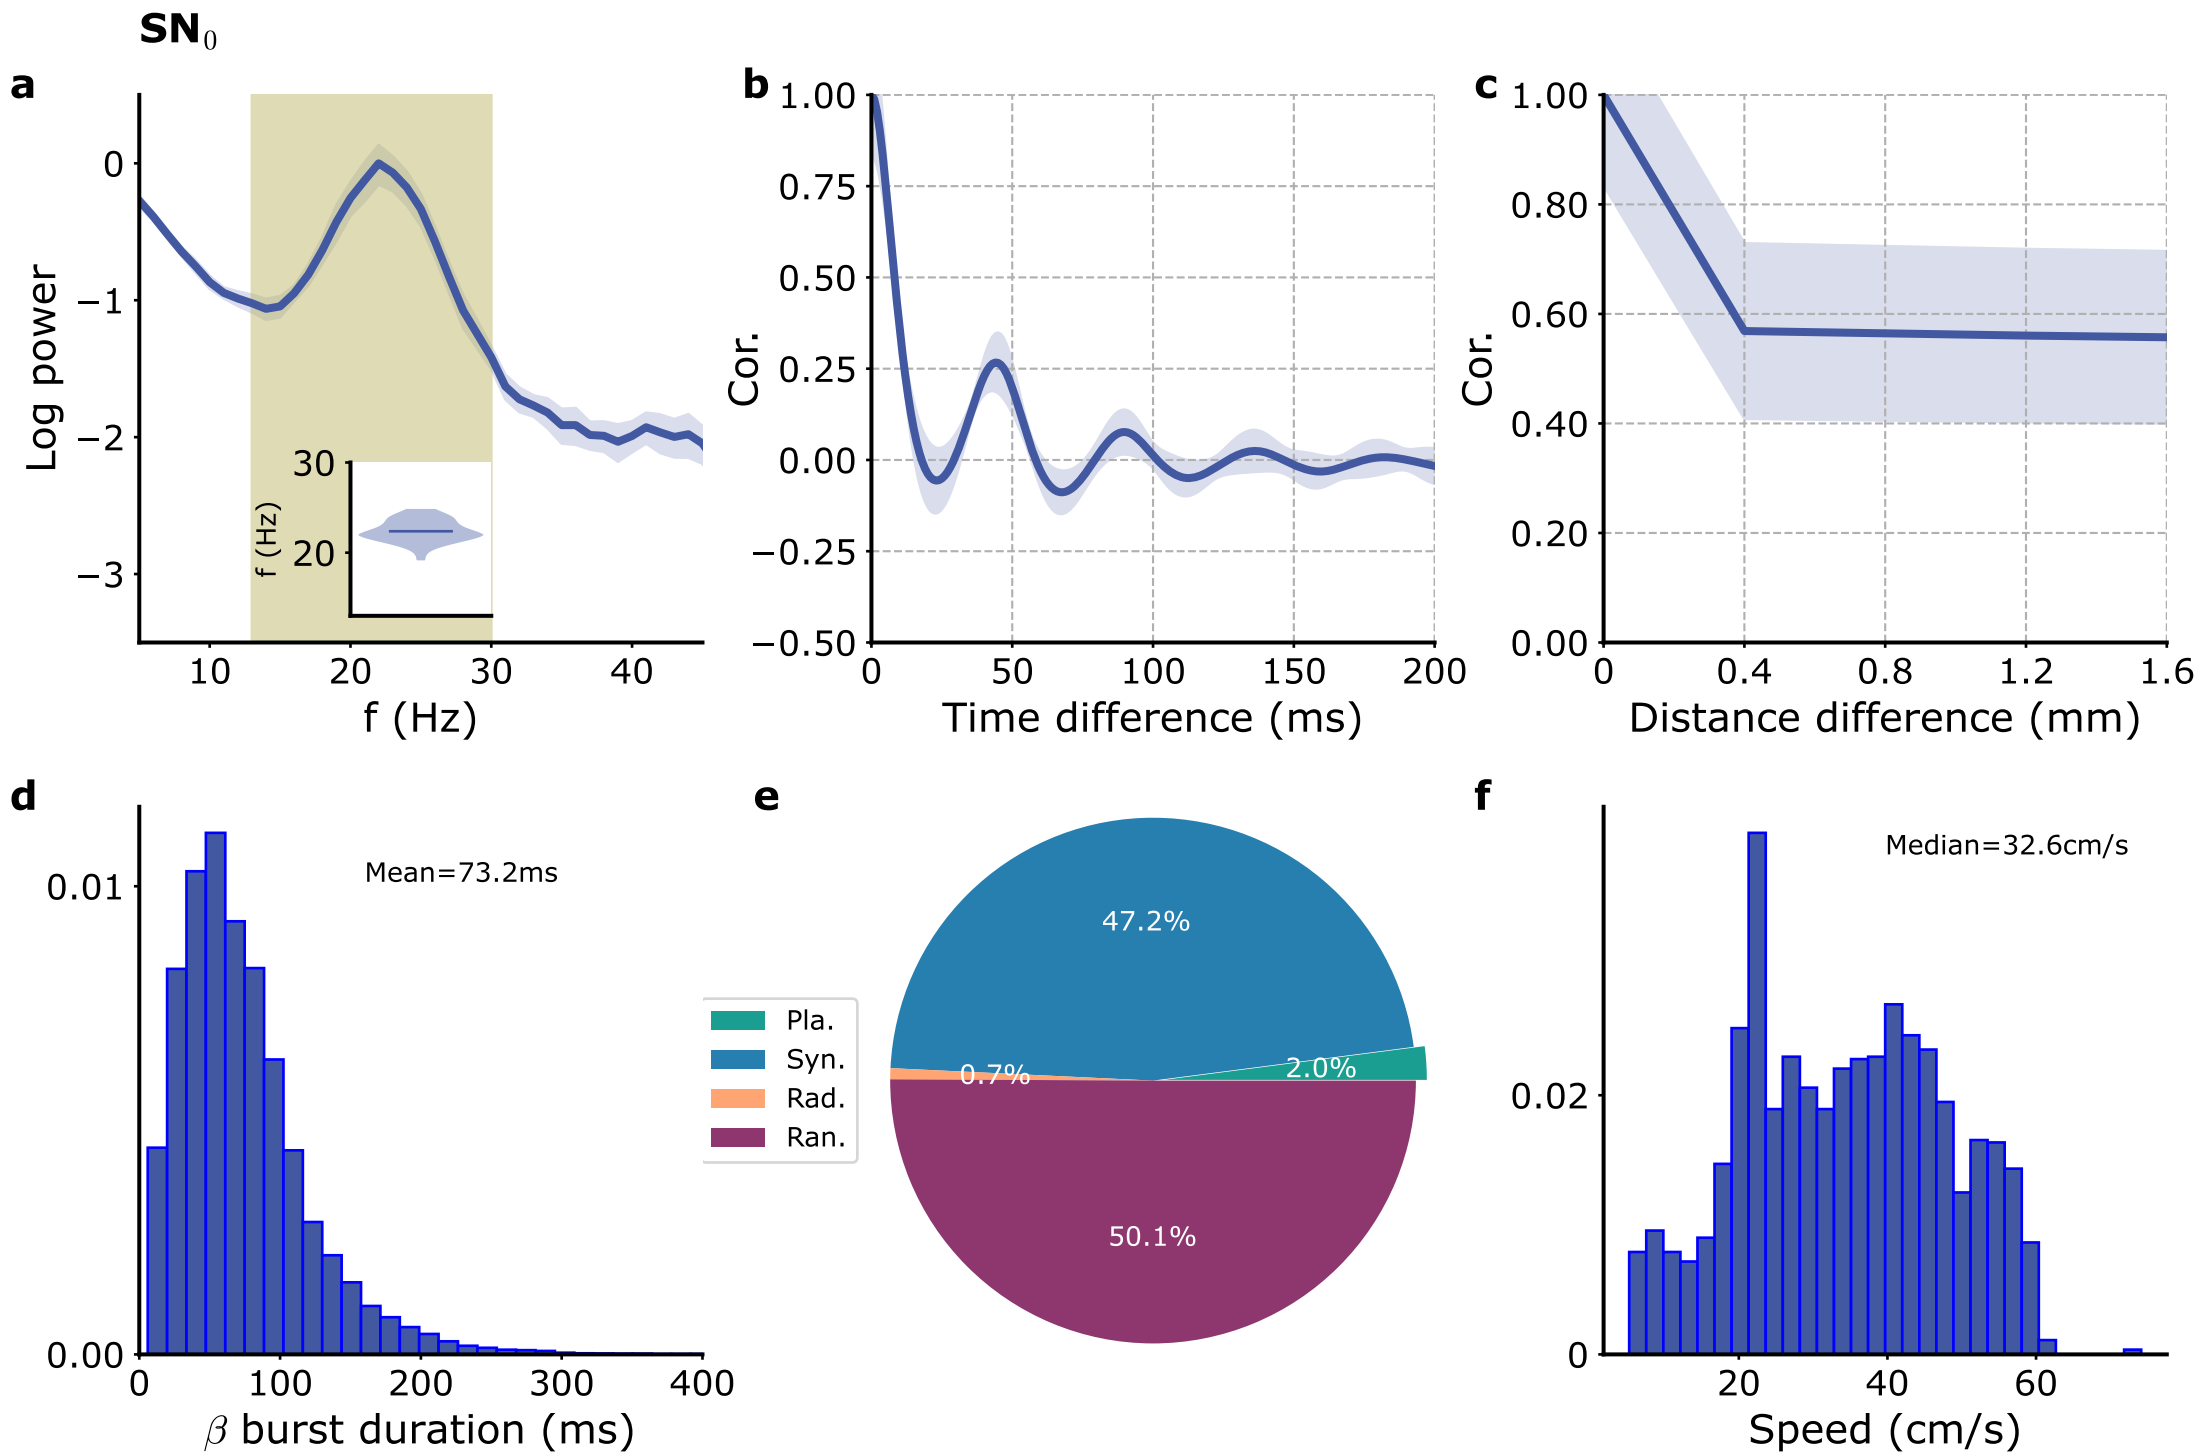 SN₀
a
0
−1
−2
−3
Log power
10
20
30
40
f (Hz)
30
20
f (Hz)
b
1.00
0.75
0.50
0.25
0.00
−0.25
−0.50
Cor.
0
50
100
150
200
Time difference (ms)
c
1.00
0.80
0.60
0.40
0.20
0.00
Cor.
0
0.4
0.8
1.2
1.6
Distance difference (mm)
d
Mean=73.2ms
0.01
0.00
0
100
200
300
400
β burst duration (ms)
e
47.2%
0.7%
2.0%
50.1%
Pla.
Syn.
Rad.
Ran.
f
Median=32.6cm/s
0.02
0
20
40
60
Speed (cm/s)